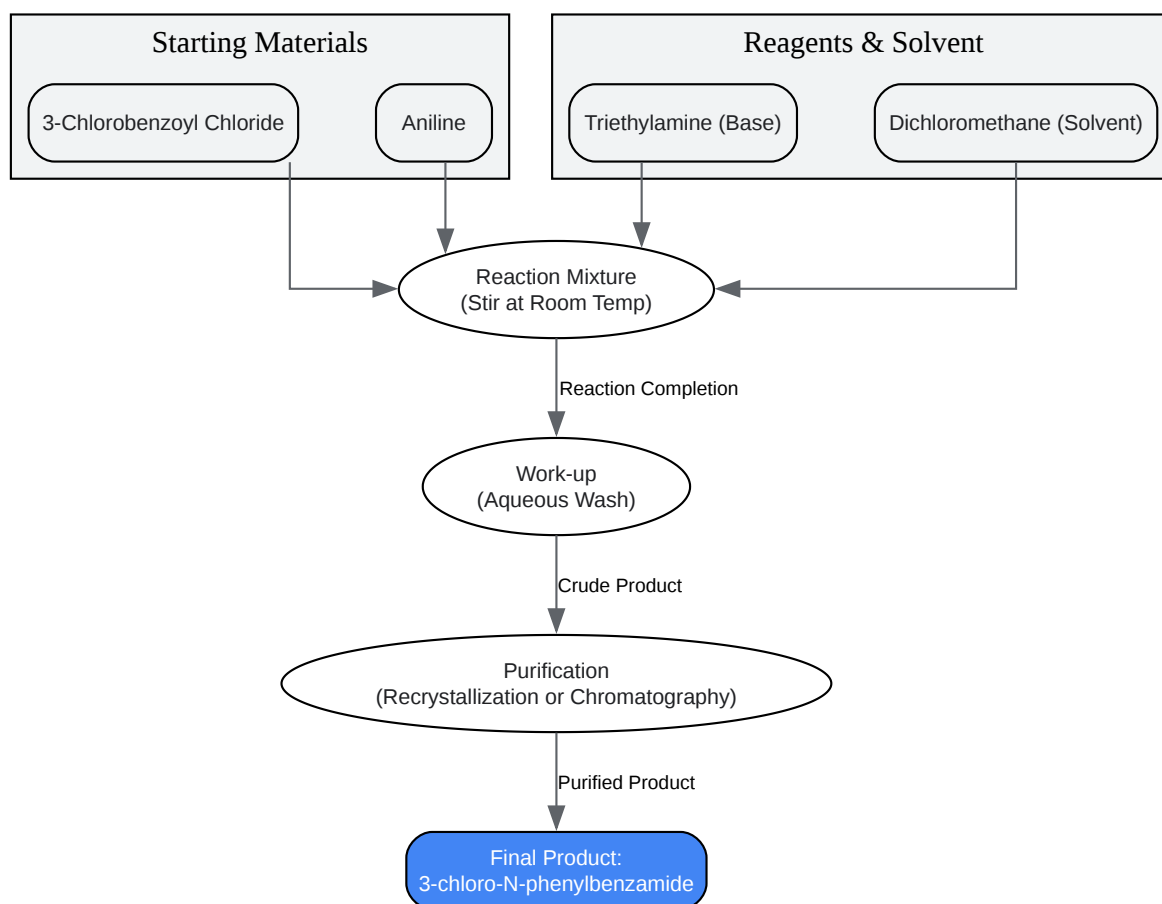 Starting Materials
Reagents & Solvent
3-Chlorobenzoyl Chloride
Aniline
Triethylamine (Base)
Dichloromethane (Solvent)
Reaction Mixture
(Stir at Room Temp)
Reaction Completion
Work-up
(Aqueous Wash)
Crude Product
Purification
(Recrystallization or Chromatography)
Purified Product
Final Product:
3-chloro-N-phenylbenzamide